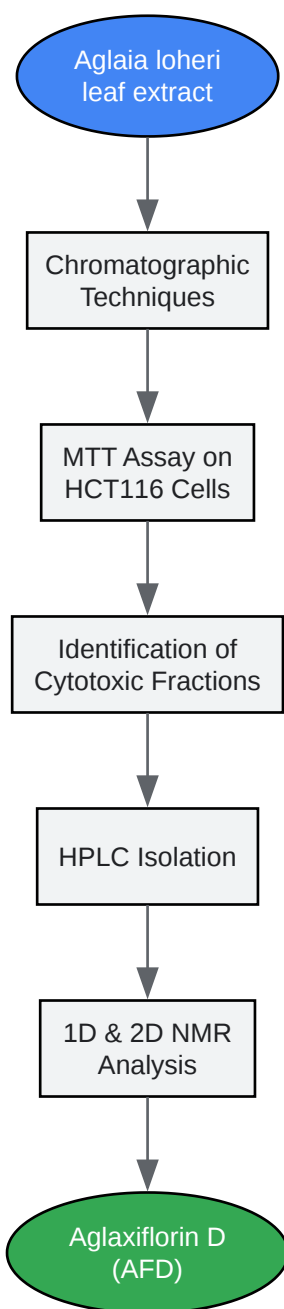 Aglaia loheri
leaf extract
Chromatographic
Techniques
MTT Assay on
HCT116 Cells
Identification of
Cytotoxic Fractions
HPLC Isolation
1D & 2D NMR
Analysis
Aglaxiflorin D
(AFD)